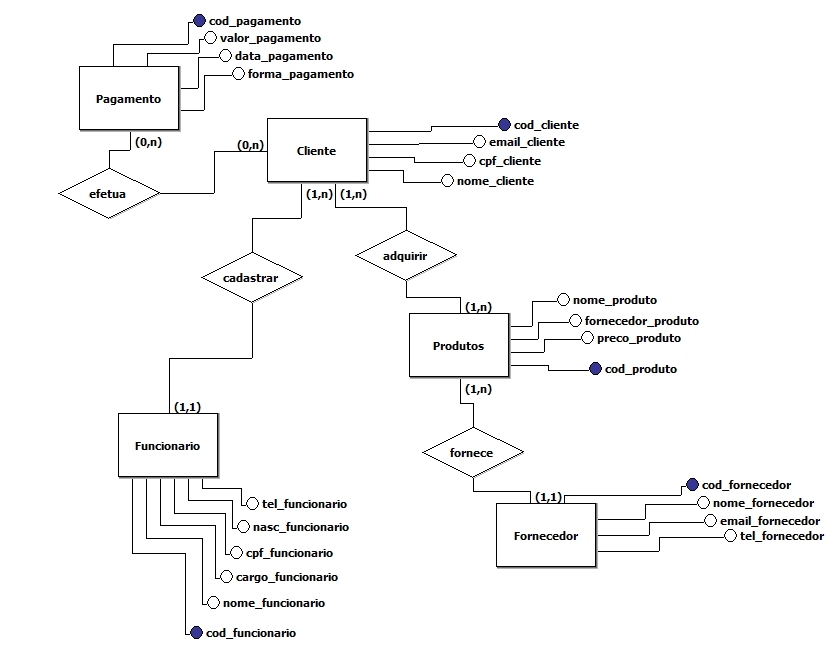 cod_pagamento
valor_pagamento
data_pagamento
forma_pagamento
Pagamento
(0,n)
efetua
(0,n)
Cliente
cod_cliente
email_cliente
cpf_cliente
nome_cliente
(1,n)
(1,n)
cadastrar
adquirir
(1,n)
Produtos
nome_produto
fornecedor_produto
preco_produto
cod_produto
(1,n)
fornece
(1,1)
Funcionario
tel_funcionario
nasc_funcionario
cpf_funcionario
cargo_funcionario
nome_funcionario
cod_funcionario
(1,1)
Fornecedor
cod_fornecedor
nome_fornecedor
email_fornecedor
tel_fornecedor